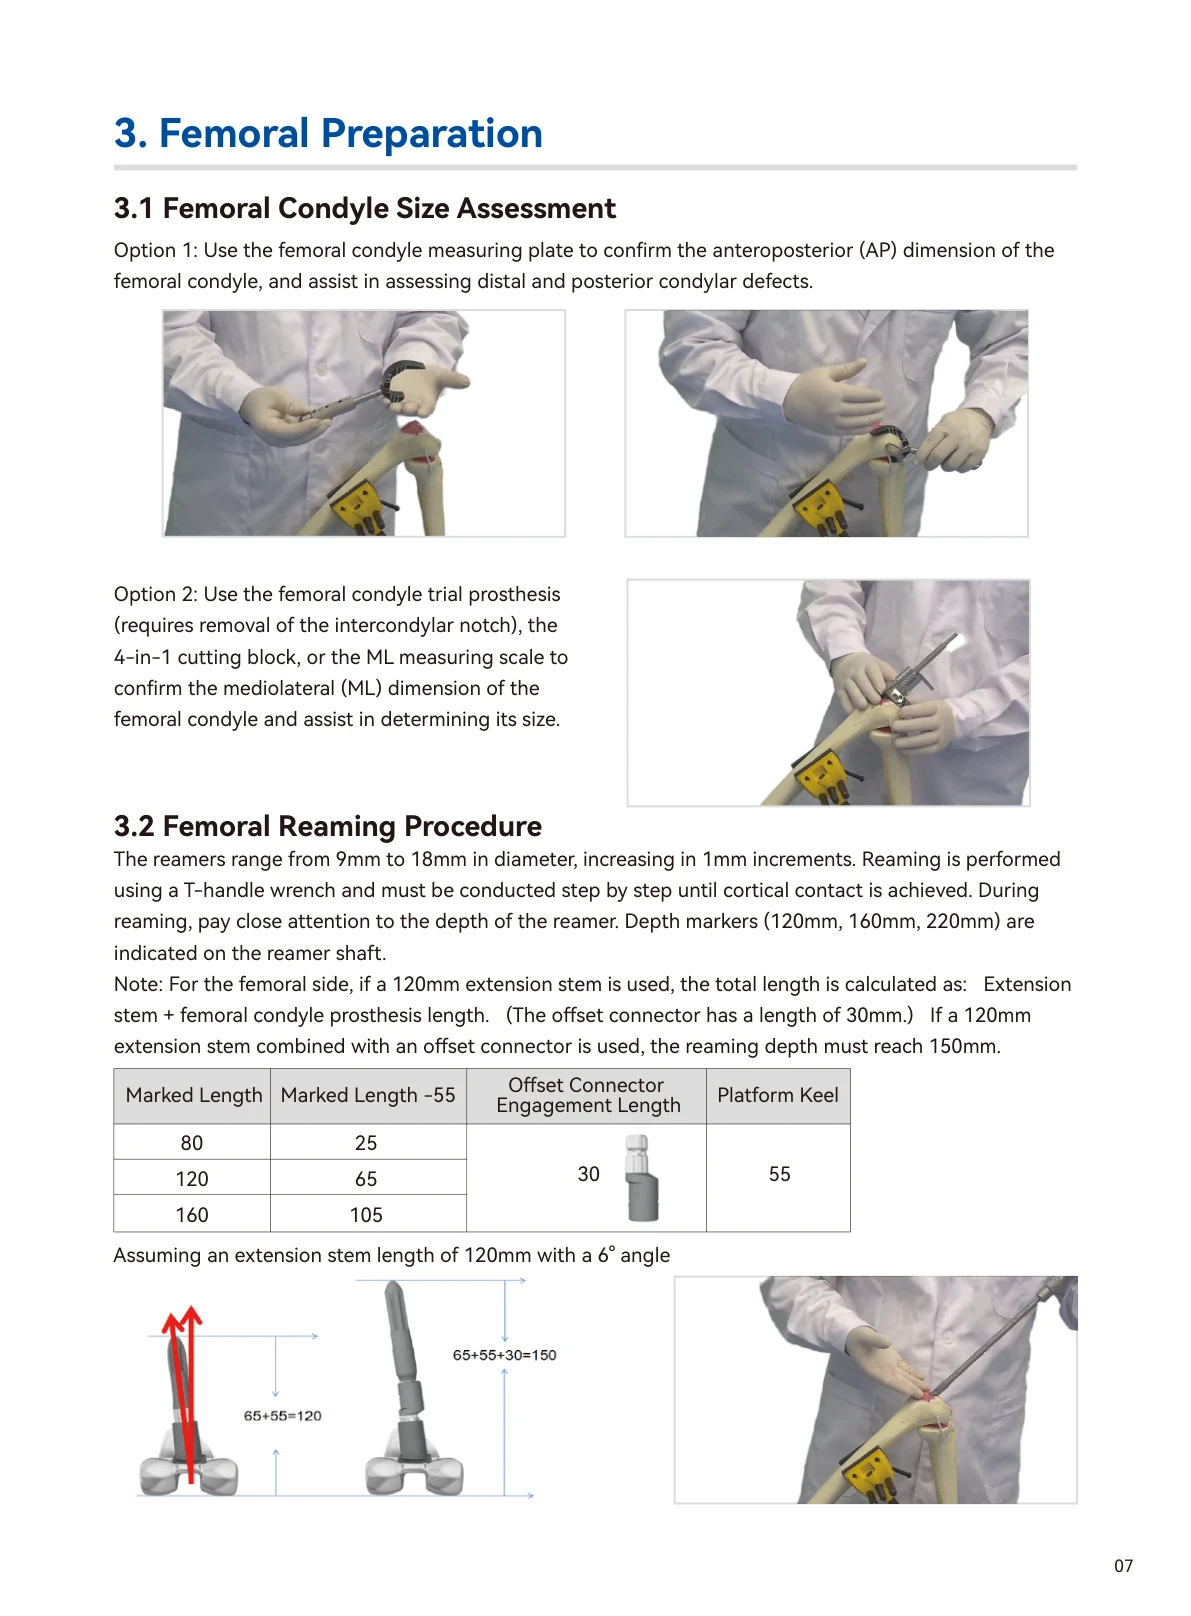 3. Femoral Preparation
3.1 Femoral Condyle Size Assessment
Option 1: Use the femoral condyle measuring plate to confirm the anteroposterior (AP) dimension of the
femoral condyle, and assist in assessing distal and posterior condylar defects.
Option 2: Use the femoral condyle trial prosthesis
(requires removal of the intercondylar notch), the
4-in-1 cutting block, or the ML measuring scale to
confirm the mediolateral (ML) dimension of the
femoral condyle and assist in determining its size.
3.2 Femoral Reaming Procedure
The reamers range from 9mm to 18mm in diameter, increasing in 1mm increments. Reaming is performed
using a T-handle wrench and must be conducted step by step until cortical contact is achieved. During
reaming, pay close attention to the depth of the reamer. Depth markers (120mm, 160mm, 220mm) are
indicated on the reamer shaft.
Note: For the femoral side, if a 120mm extension stem is used, the total length is calculated as: Extension
stem + femoral condyle prosthesis length. (The offset connector has a length of 30mm.) If a 120mm
extension stem combined with an offset connector is used, the reaming depth must reach 150mm.
Marked Length Marked Length -55 Offset Connector Engagement Length Platform Keel
80 25
120 65 30 55
160 105
Assuming an extension stem length of 120mm with a 6° angle
65+55+30=150
65+55=120
07